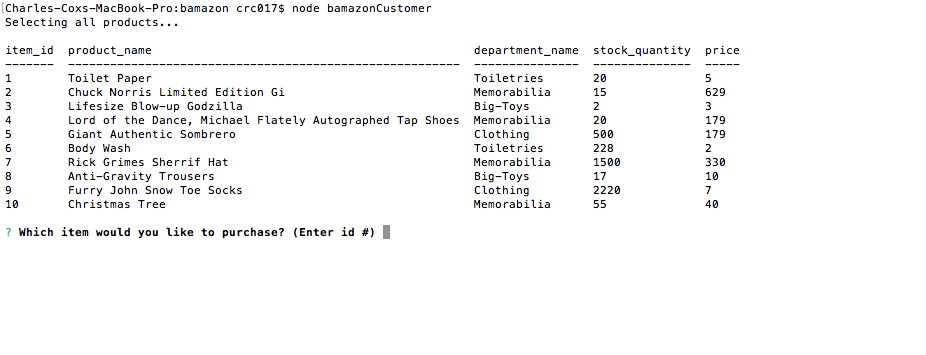 [Charles-Coxs-MacBook-Pro:bamazon crc017$ node bamazonCustomer
Selecting all products...
item_id  product_name                                              department_name  stock_quantity  price
-------  --------------------------------------------------------  ---------------  --------------  -----
1        Toilet Paper                                              Toiletries       20              5
2        Chuck Norris Limited Edition Gi                           Memorabilia      15              629
3        Lifesize Blow-up Godzilla                                 Big-Toys         2               3
4        Lord of the Dance, Michael Flately Autographed Tap Shoes  Memorabilia      20              179
5        Giant Authentic Sombrero                                  Clothing         500             179
6        Body Wash                                                 Toiletries       228             2
7        Rick Grimes Sherrif Hat                                   Memorabilia      1500            330
8        Anti-Gravity Trousers                                     Big-Toys         17              10
9        Furry John Snow Toe Socks                                 Clothing         2220            7
10       Christmas Tree                                            Memorabilia      55              40
? Which item would you like to purchase? (Enter id #)